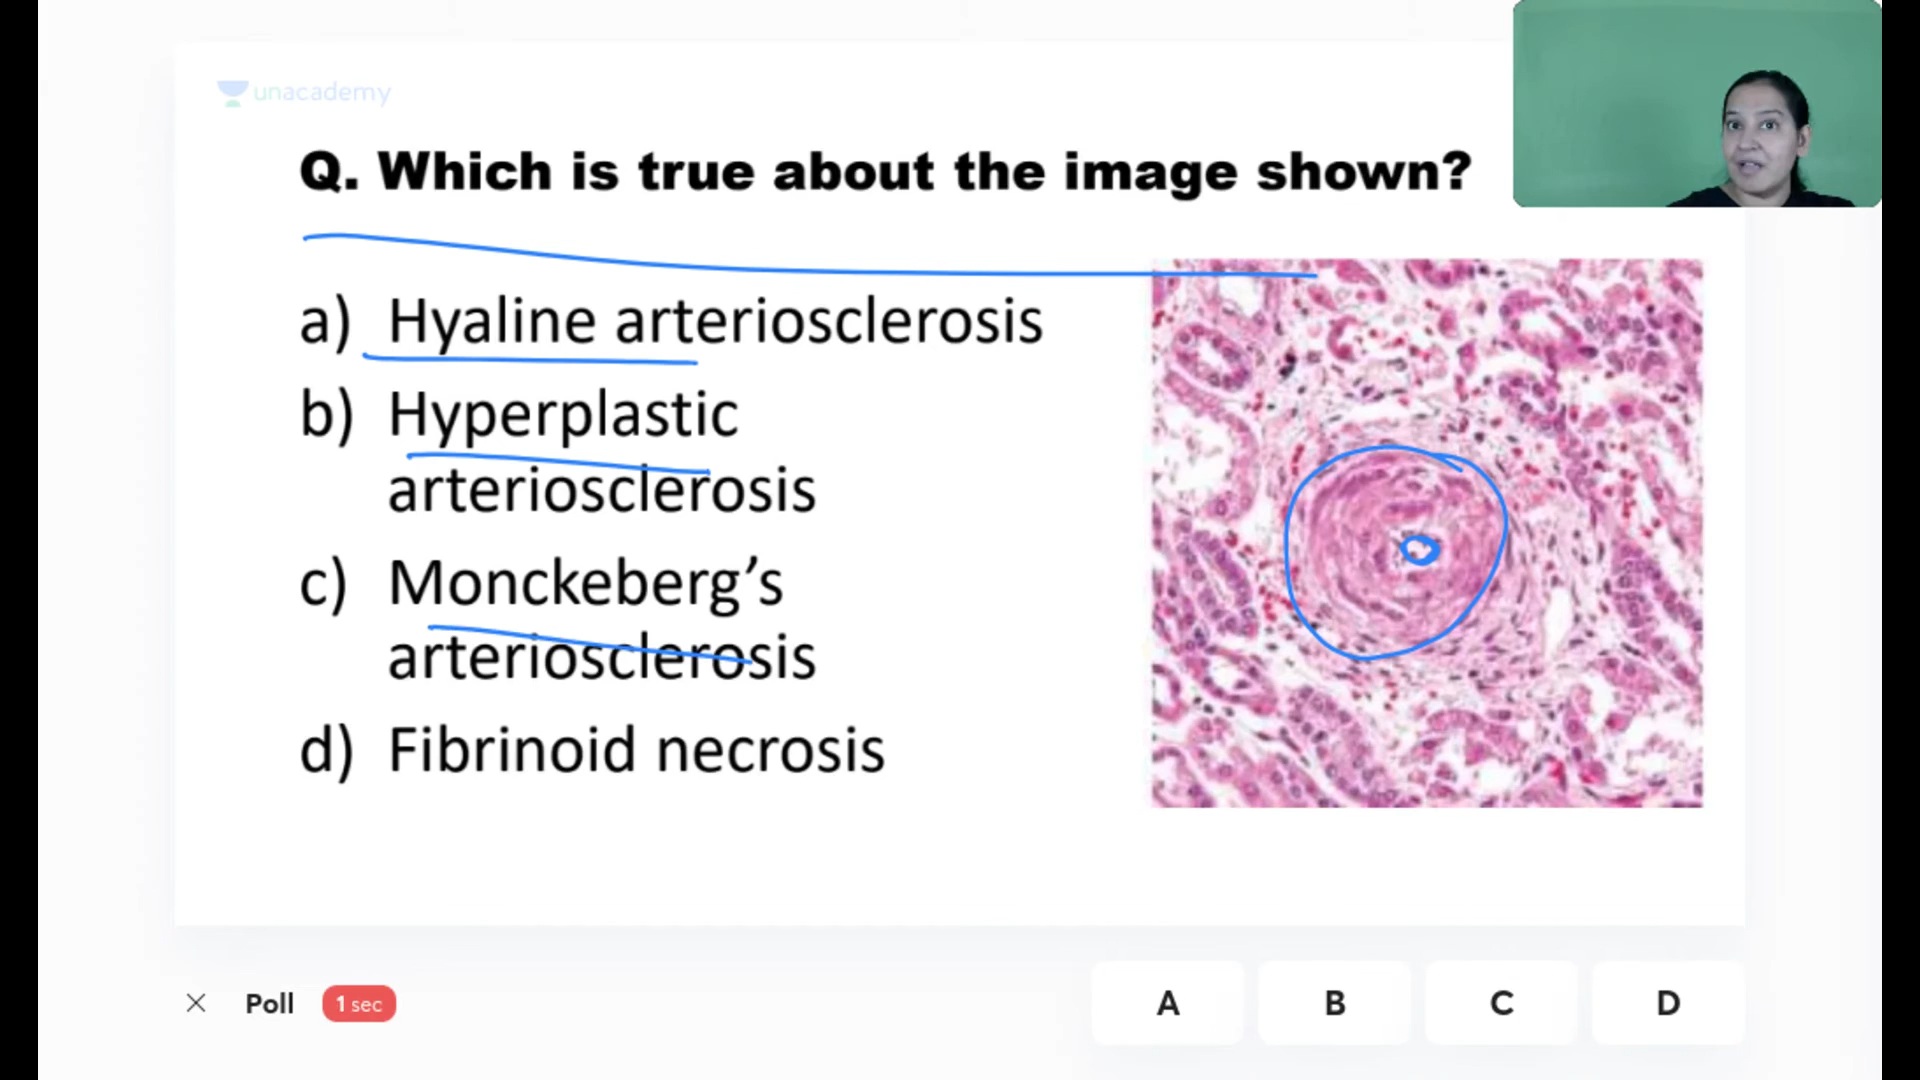 unacademy
Q. Which is true about the image shown?
a) Hyaline arteriosclerosis
b) Hyperplastic
arteriosclerosis
c) Monckeberg’s
arteriosclerosis
d) Fibrinoid necrosis
Poll 1 sec A B C D